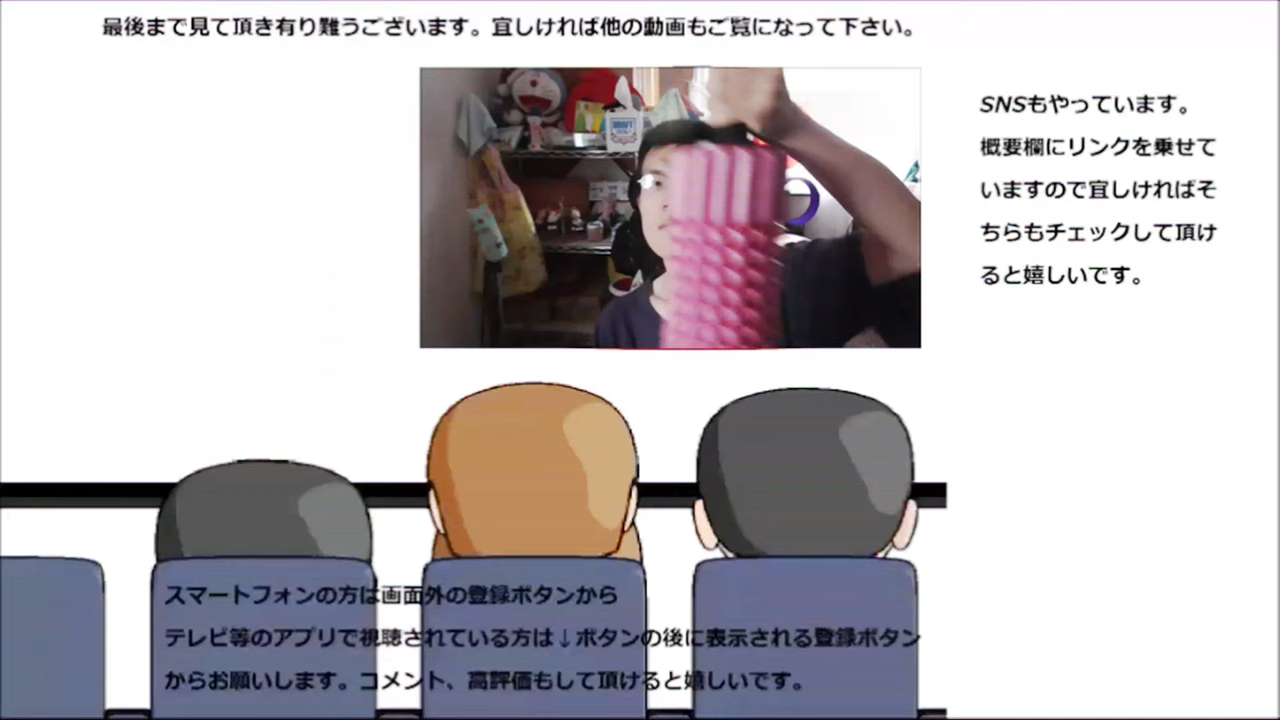 最後まで見て頂き有り難うございます。宜しければ他の動画もご覧になって下さい。
SNSもやっています。
概要欄にリンクを乗せて
いますので宜しければそ
ちらもチェックして頂け
ると嬉しいです。
スマートフォンの方は画面外の登録ボタンから
テレビ等のアプリで視聴されている方は↓ボタンの後に表示される登録ボタン
からお願いします。コメント、高評価もして頂けると嬉しいです。